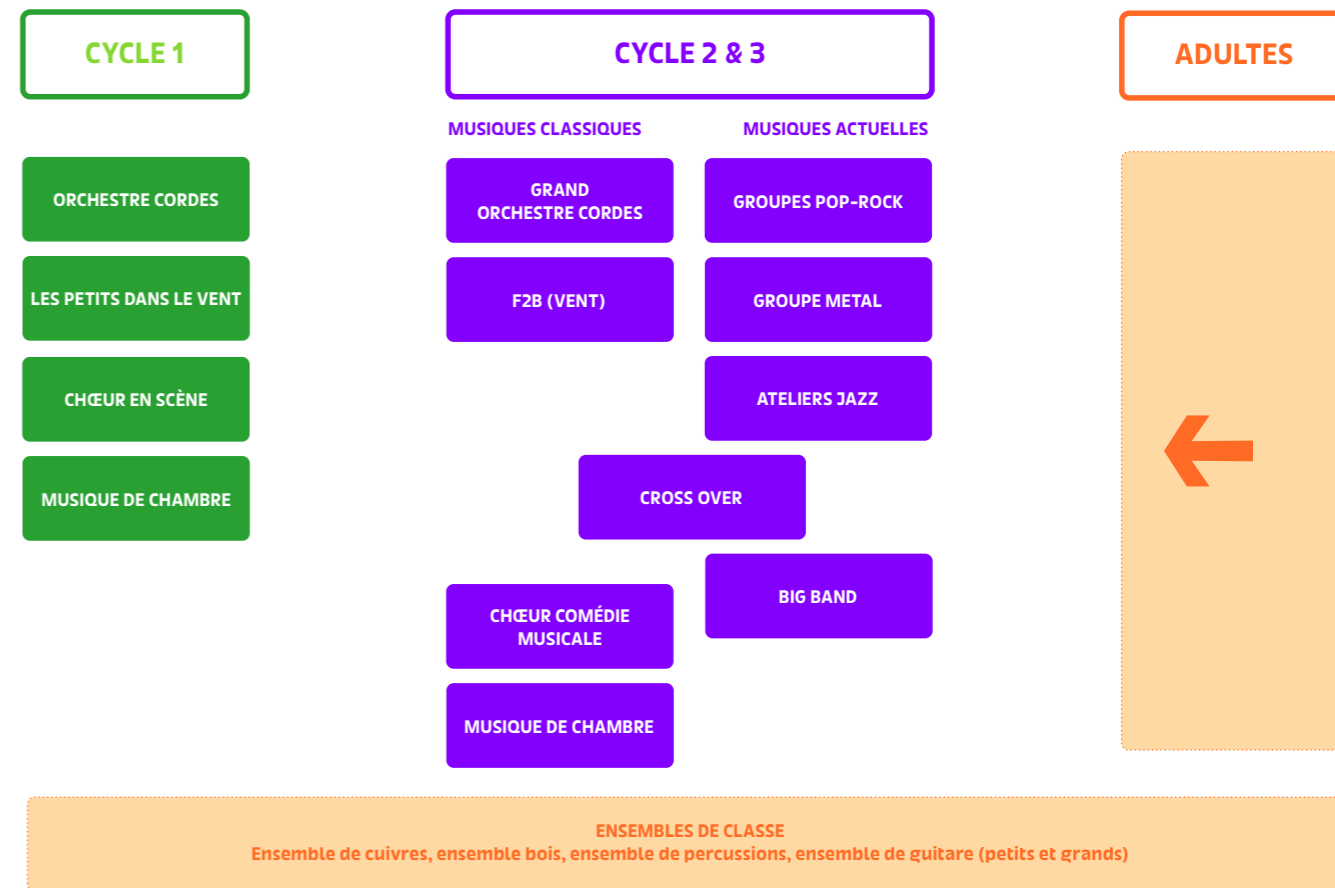 CYCLE 1
CYCLE 2 & 3
ADULTES
MUSIQUES CLASSIQUES
MUSIQUES ACTUELLES
ORCHESTRE CORDES
LES PETITS DANS LE VENT
CHŒUR EN SCÈNE
MUSIQUE DE CHAMBRE
GRAND
ORCHESTRE CORDES
F2B (VENT)
GROUPES POP-ROCK
GROUPE METAL
ATELIERS JAZZ
CROSS OVER
BIG BAND
CHŒUR COMÉDIE
MUSICALE
MUSIQUE DE CHAMBRE
ENSEMBLES DE CLASSE
Ensemble de cuivres, ensemble bois, ensemble de percussions, ensemble de guitare (petits et grands)